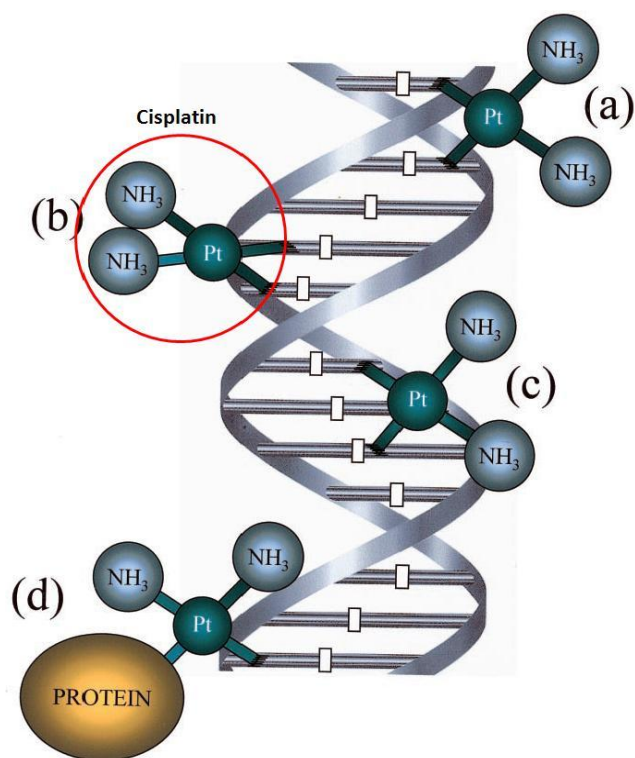 NH₃
(a)
Pt
Cisplatin
NH₃
NH₃
(b)
Pt
NH₃
NH₃
(c)
Pt
NH₃
NH₃
NH₃
(d)
Pt
PROTEIN